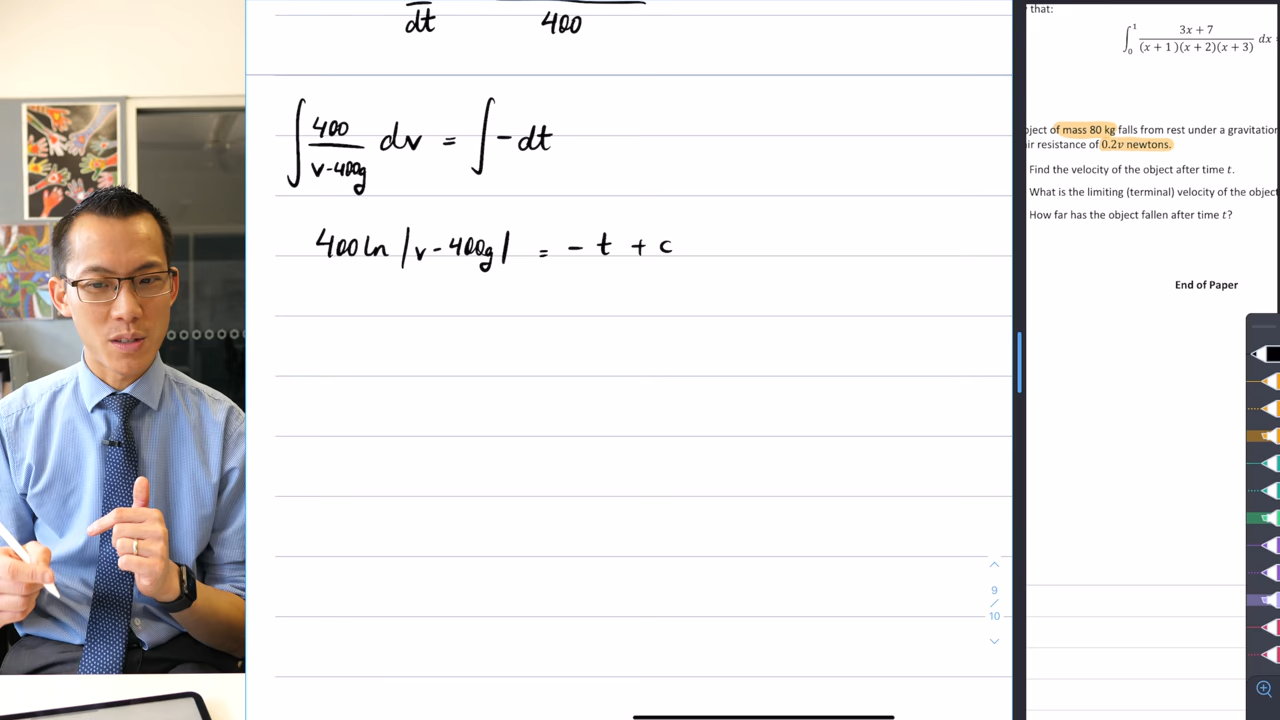 dt 400
∫ 400/(v-400g) dv = ∫ - dt
400 ln |v - 400g| = - t + c
that:
∫₀¹ (3x + 7)/((x + 1)(x + 2)(x + 3)) dx
oject of mass 80 kg falls from rest under a gravitation
ir resistance of 0.2v newtons.
Find the velocity of the object after time t.
What is the limiting (terminal) velocity of the object
How far has the object fallen after time t?
End of Paper
9
/
10